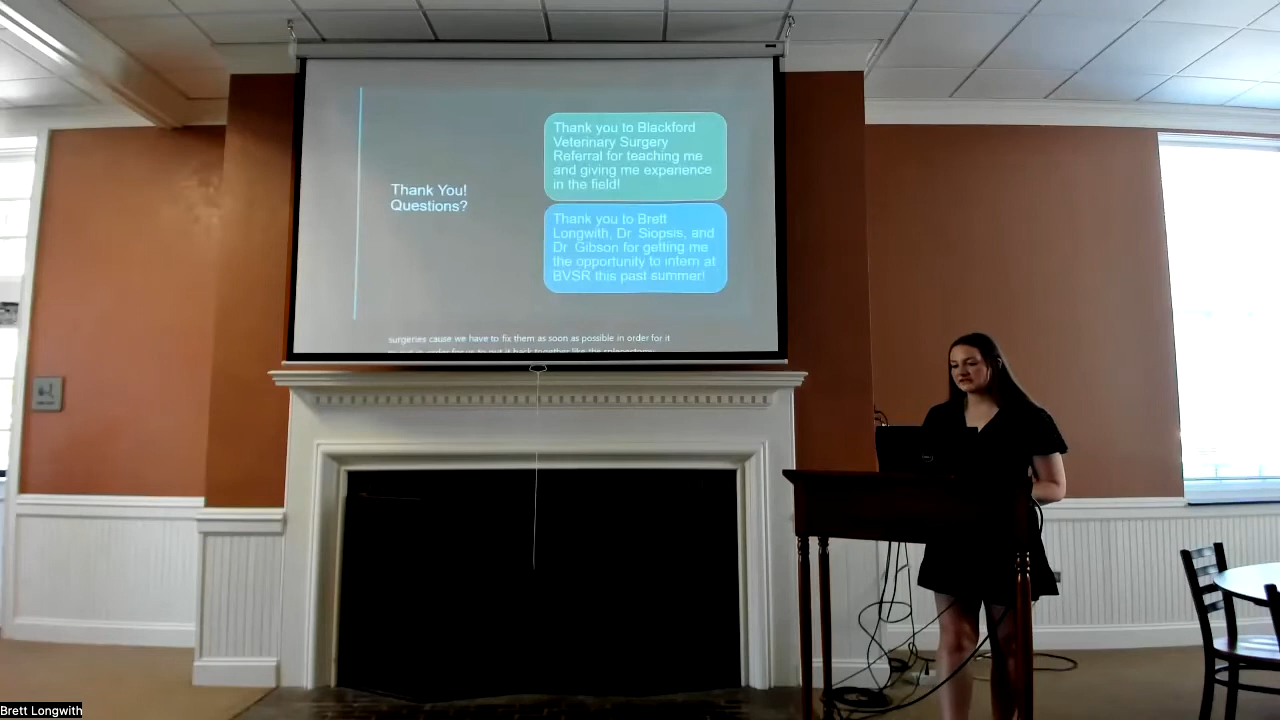 Thank You!
Questions?
Thank you to Blackford
Veterinary Surgery
Referral for teaching me
and giving me experience
in the field!
Thank you to Brett
Longwith, Dr. Siopsis, and
Dr. Gibson for getting me
the opportunity to intern at
BVSR this past summer!
surgeries cause we have to fix them as soon as possible in order for it
Brett Longwith